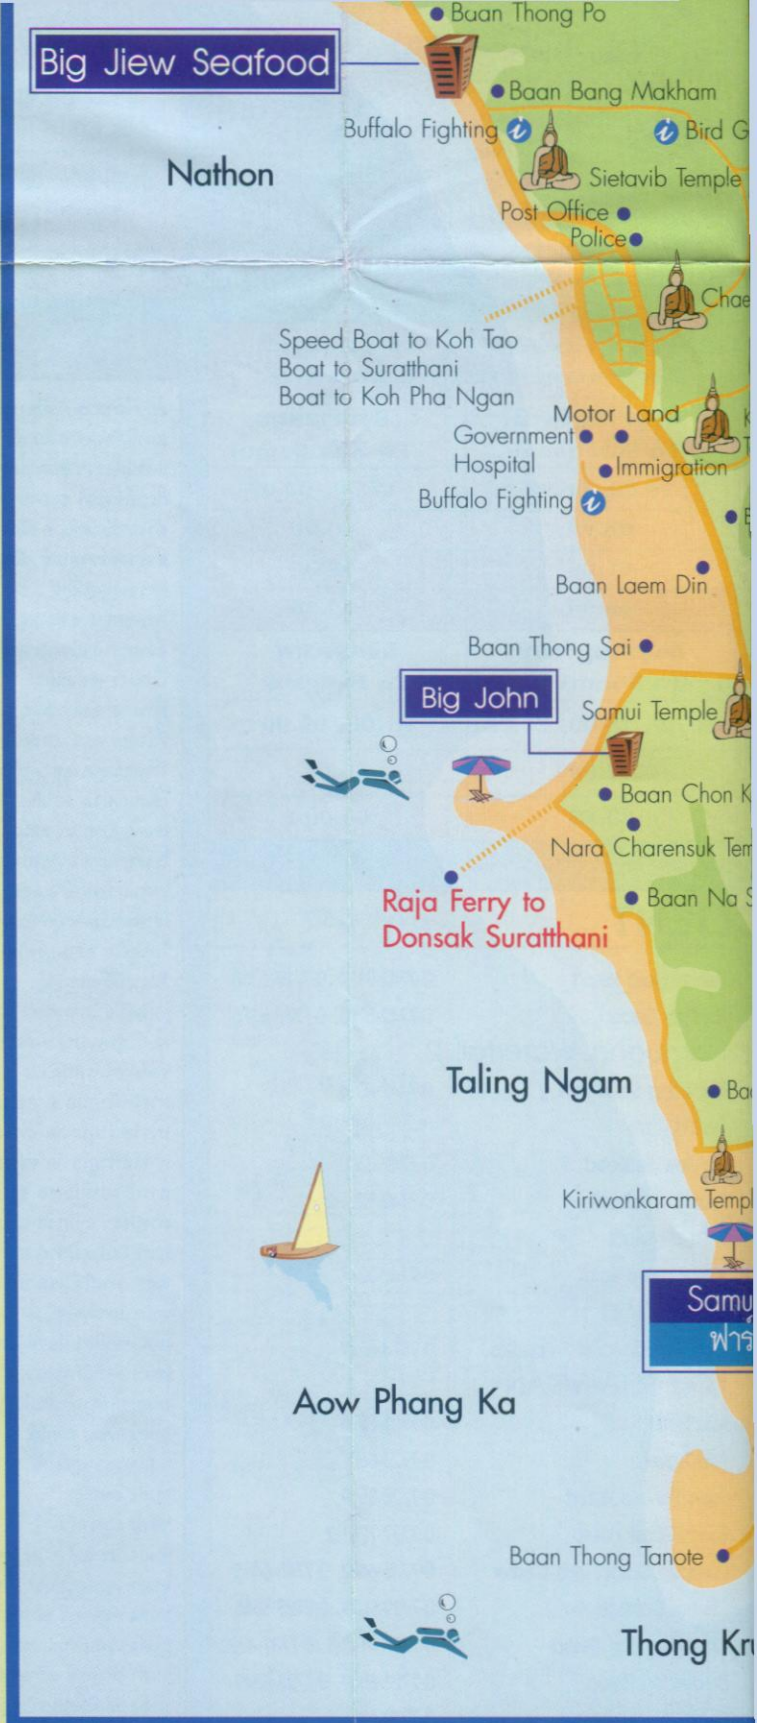 Baan Thong Po
Big Jiew Seafood
Baan Bang Makham
Buffalo Fighting
Bird
Nathon
Sietavib Temple
Post Office
Police
Speed Boat to Koh Tao
Boat to Suratthani
Boat to Koh Pha Ngan
Motor Land
Government
Hospital
Immigration
Buffalo Fighting
Baan Laem Din
Baan Thong Sai
Big John
Samui Temple
Baan Chon
Nara Charensuk
Baan Na
Raja Ferry to
Donsak Suratthani
Taling Ngam
Kiriwonkaram
Aow Phang Ka
Baan Thong Tanote
Thong